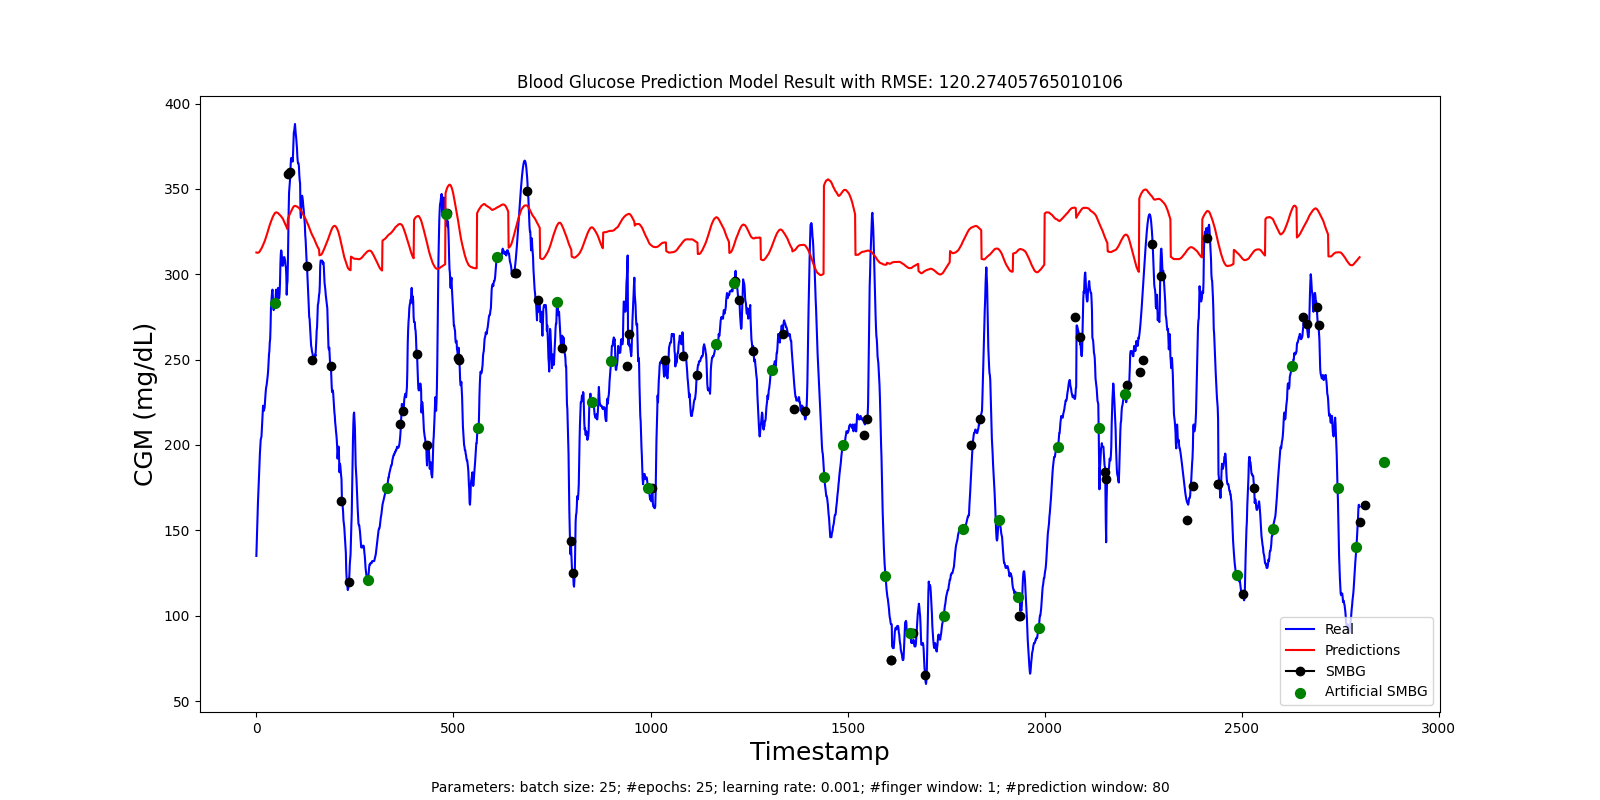 Blood Glucose Prediction Model Result with RMSE: 120.27405765010106
400
350
300
250
200
150
100
50
CGM (mg/dL)
0 500 1000 1500 2000 2500 3000
Timestamp
Real
Predictions
SMBG
Artificial SMBG
Parameters: batch size: 25; #epochs: 25; learning rate: 0.001; #finger window: 1; #prediction window: 80